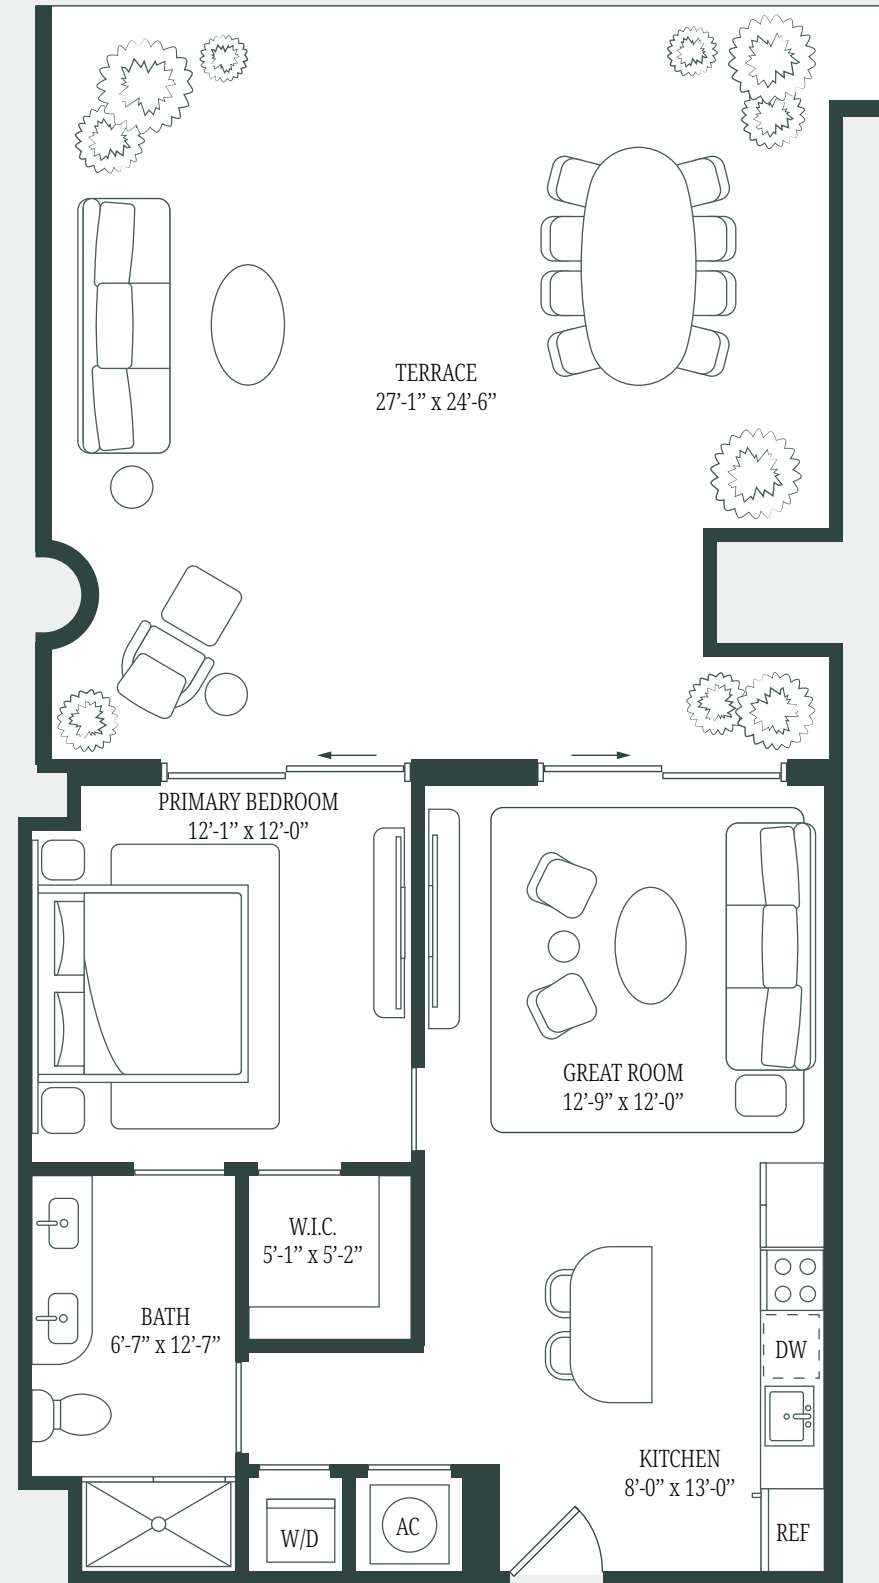 TERRACE
27’-1” x 24’-6”
PRIMARY BEDROOM
12’-1” x 12’-0”
GREAT ROOM
12’-9” x 12’-0”
W.I.C.
5’-1” x 5’-2”
BATH
6’-7” x 12’-7”
DW
KITCHEN
8’-0” x 13’-0”
W/D
AC
REF